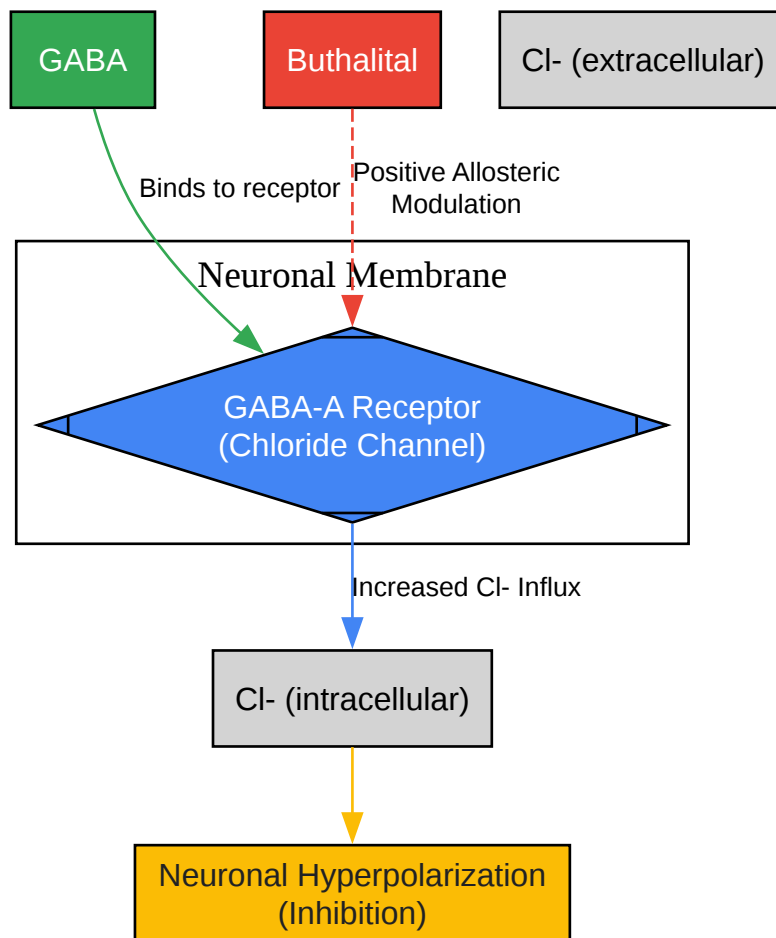 GABA
Buthalital
Cl- (extracellular)
Binds to receptor
Positive Allosteric
Modulation
Neuronal Membrane
GABA-A Receptor
(Chloride Channel)
Increased Cl- Influx
Cl- (intracellular)
Neuronal Hyperpolarization
(Inhibition)